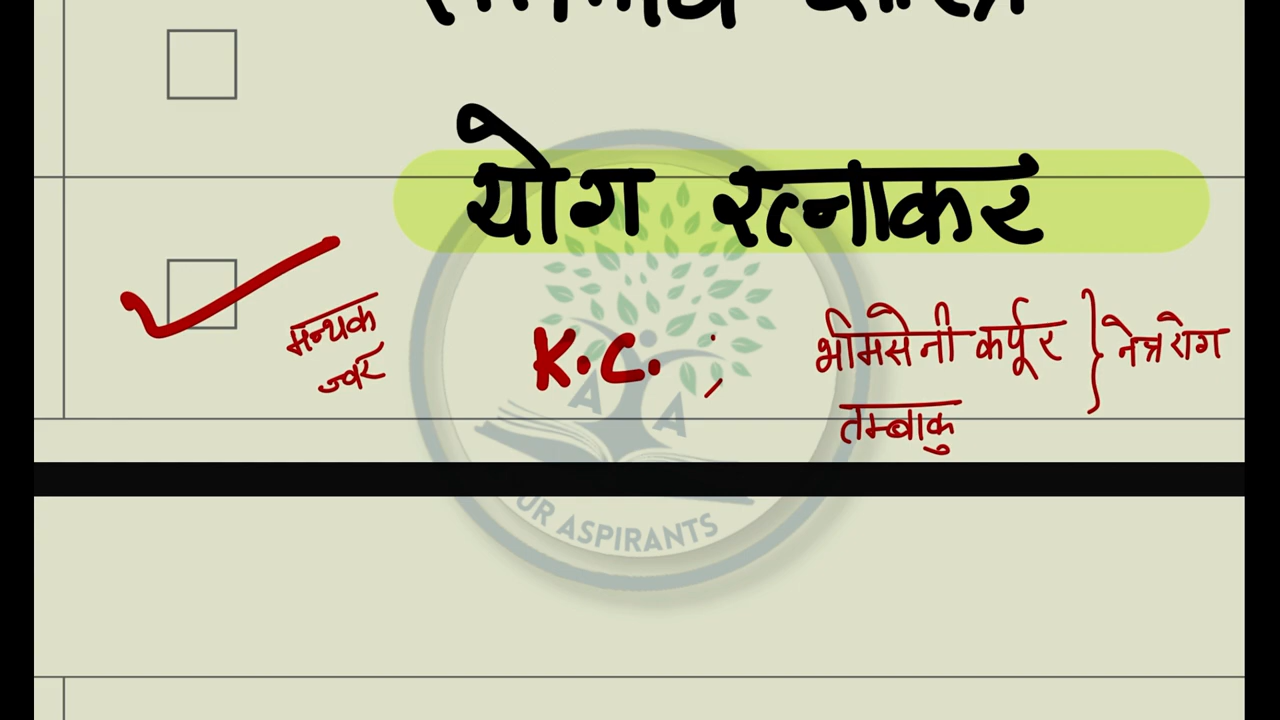 योग रत्नाकर
मन्थक
ज्वर
K.C. :
भीमसेनी कर्पूर } नेत्ररोग
तम्बाकु
A A
UR ASPIRANTS